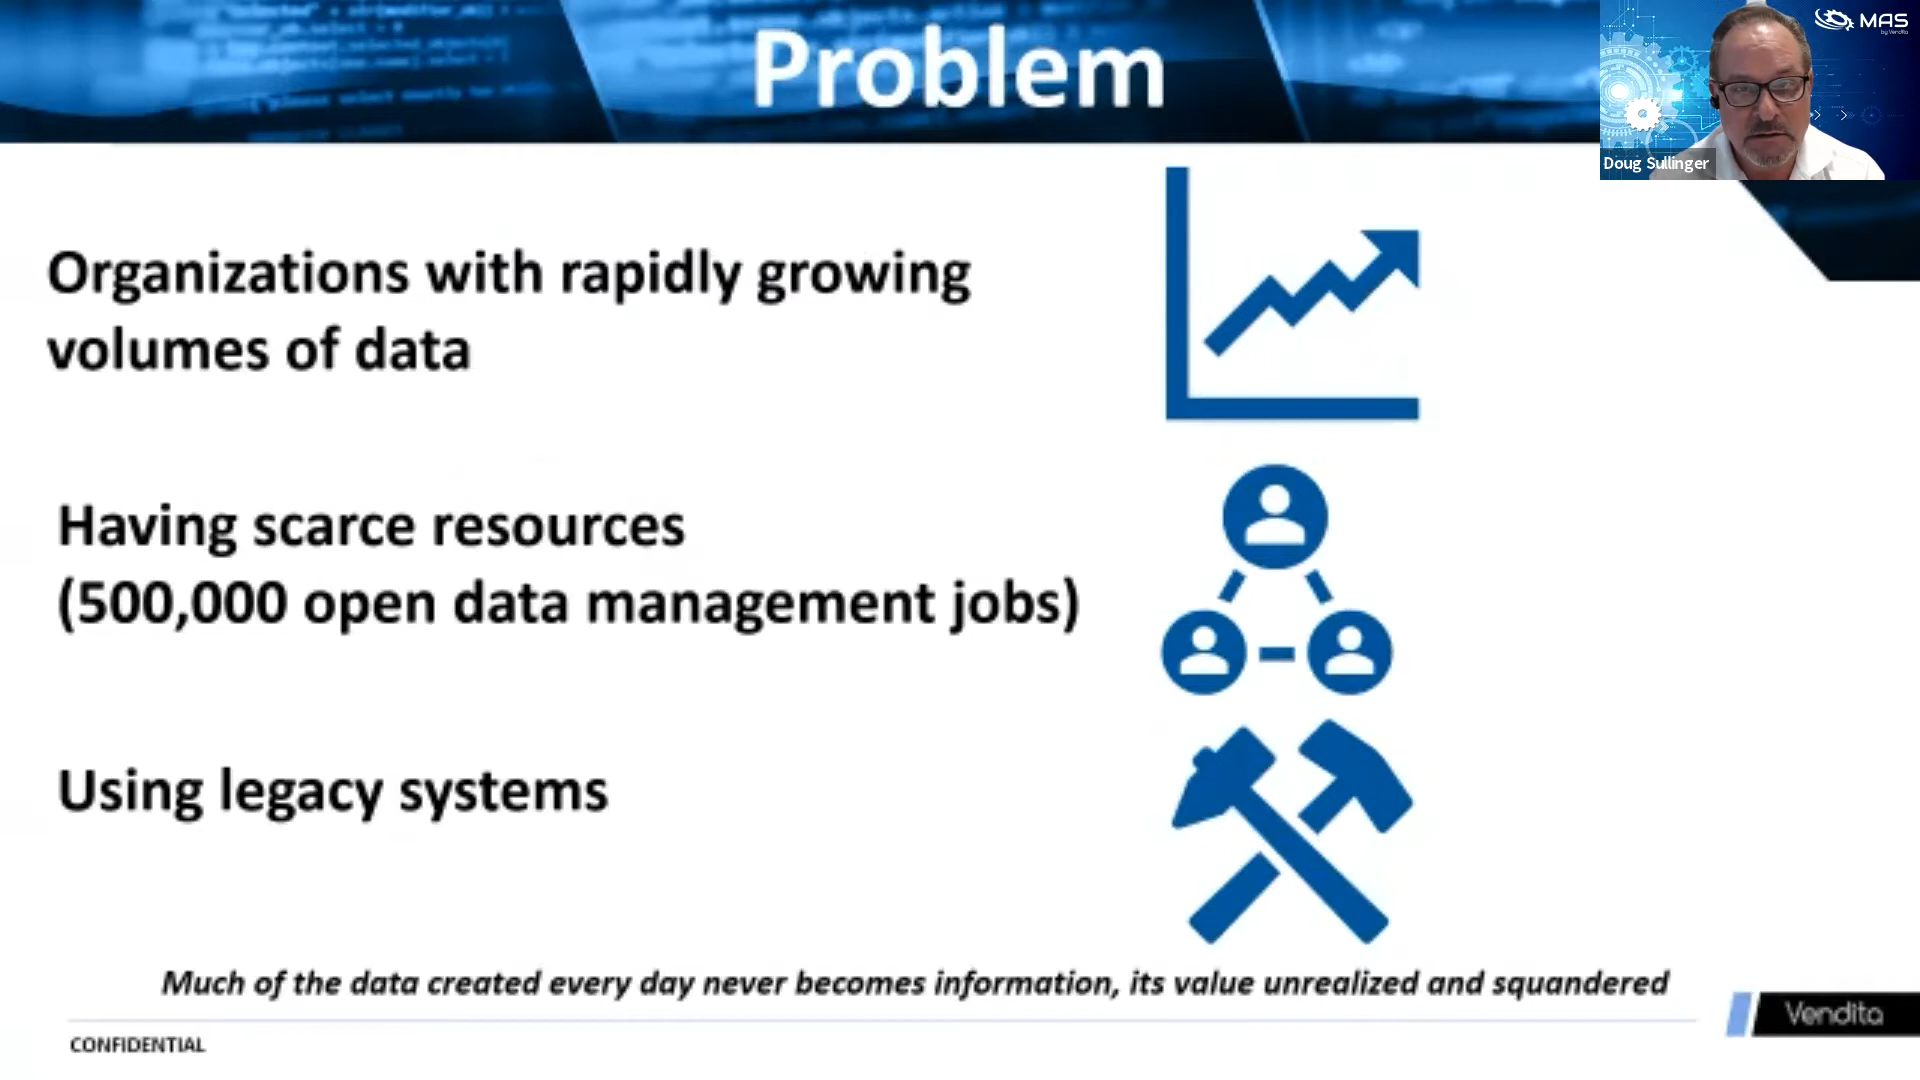 Problem
MAS
by Vendita
Doug Sullinger
Organizations with rapidly growing
volumes of data
Having scarce resources
(500,000 open data management jobs)
Using legacy systems
Much of the data created every day never becomes information, its value unrealized and squandered
Vendita
CONFIDENTIAL